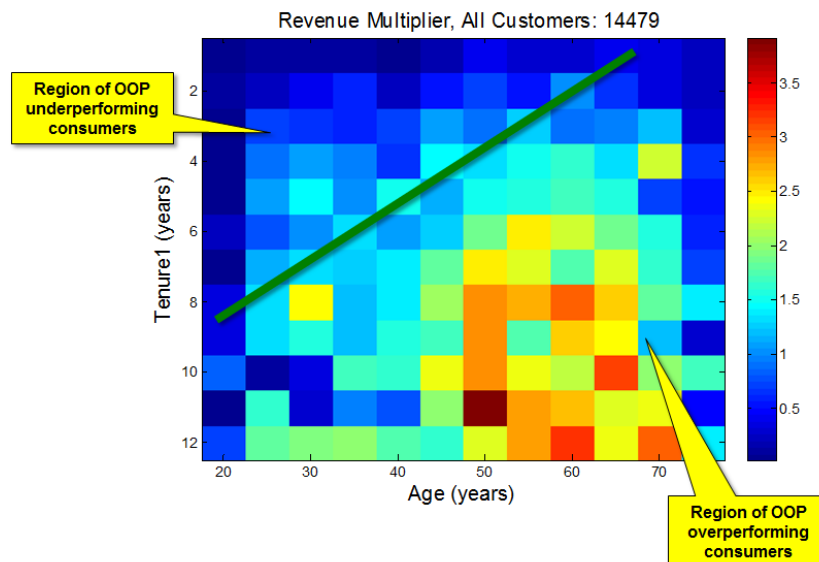 Revenue Multiplier, All Customers: 14479
Region of OOP
underperforming
consumers
Tenure1 (years)
2
4
6
8
10
12
20
30
40
50
60
70
Age (years)
3.5
3
2.5
2
1.5
1
0.5
Region of OOP
overperforming
consumers